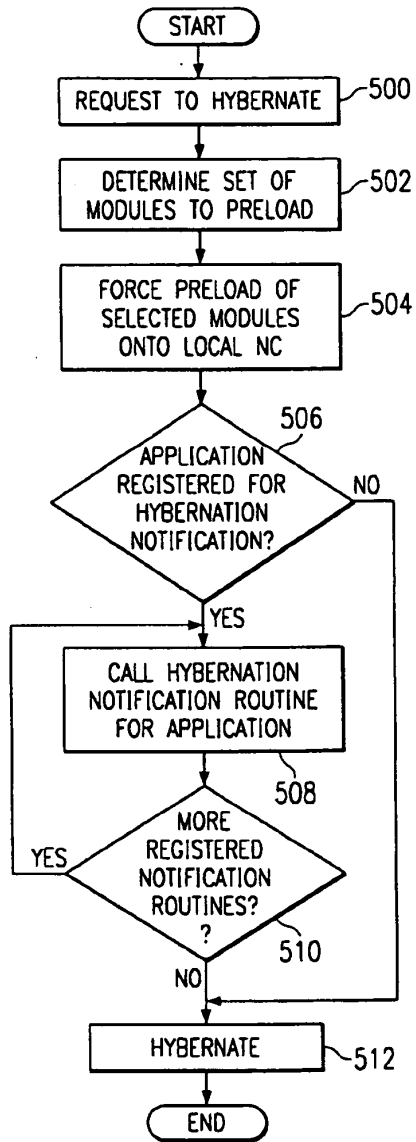 START
REQUEST TO HYBERNATE
500
DETERMINE SET OF
MODULES TO PRELOAD
502
FORCE PRELOAD OF
SELECTED MODULES
ONTO LOCAL NC
504
506
APPLICATION
REGISTERED FOR
HYBERNATION
NOTIFICATION?
NO
YES
CALL HYBERNATION
NOTIFICATION ROUTINE
FOR APPLICATION
508
MORE
REGISTERED
NOTIFICATION
ROUTINES?
?
YES
510
NO
HYBERNATE
512
END